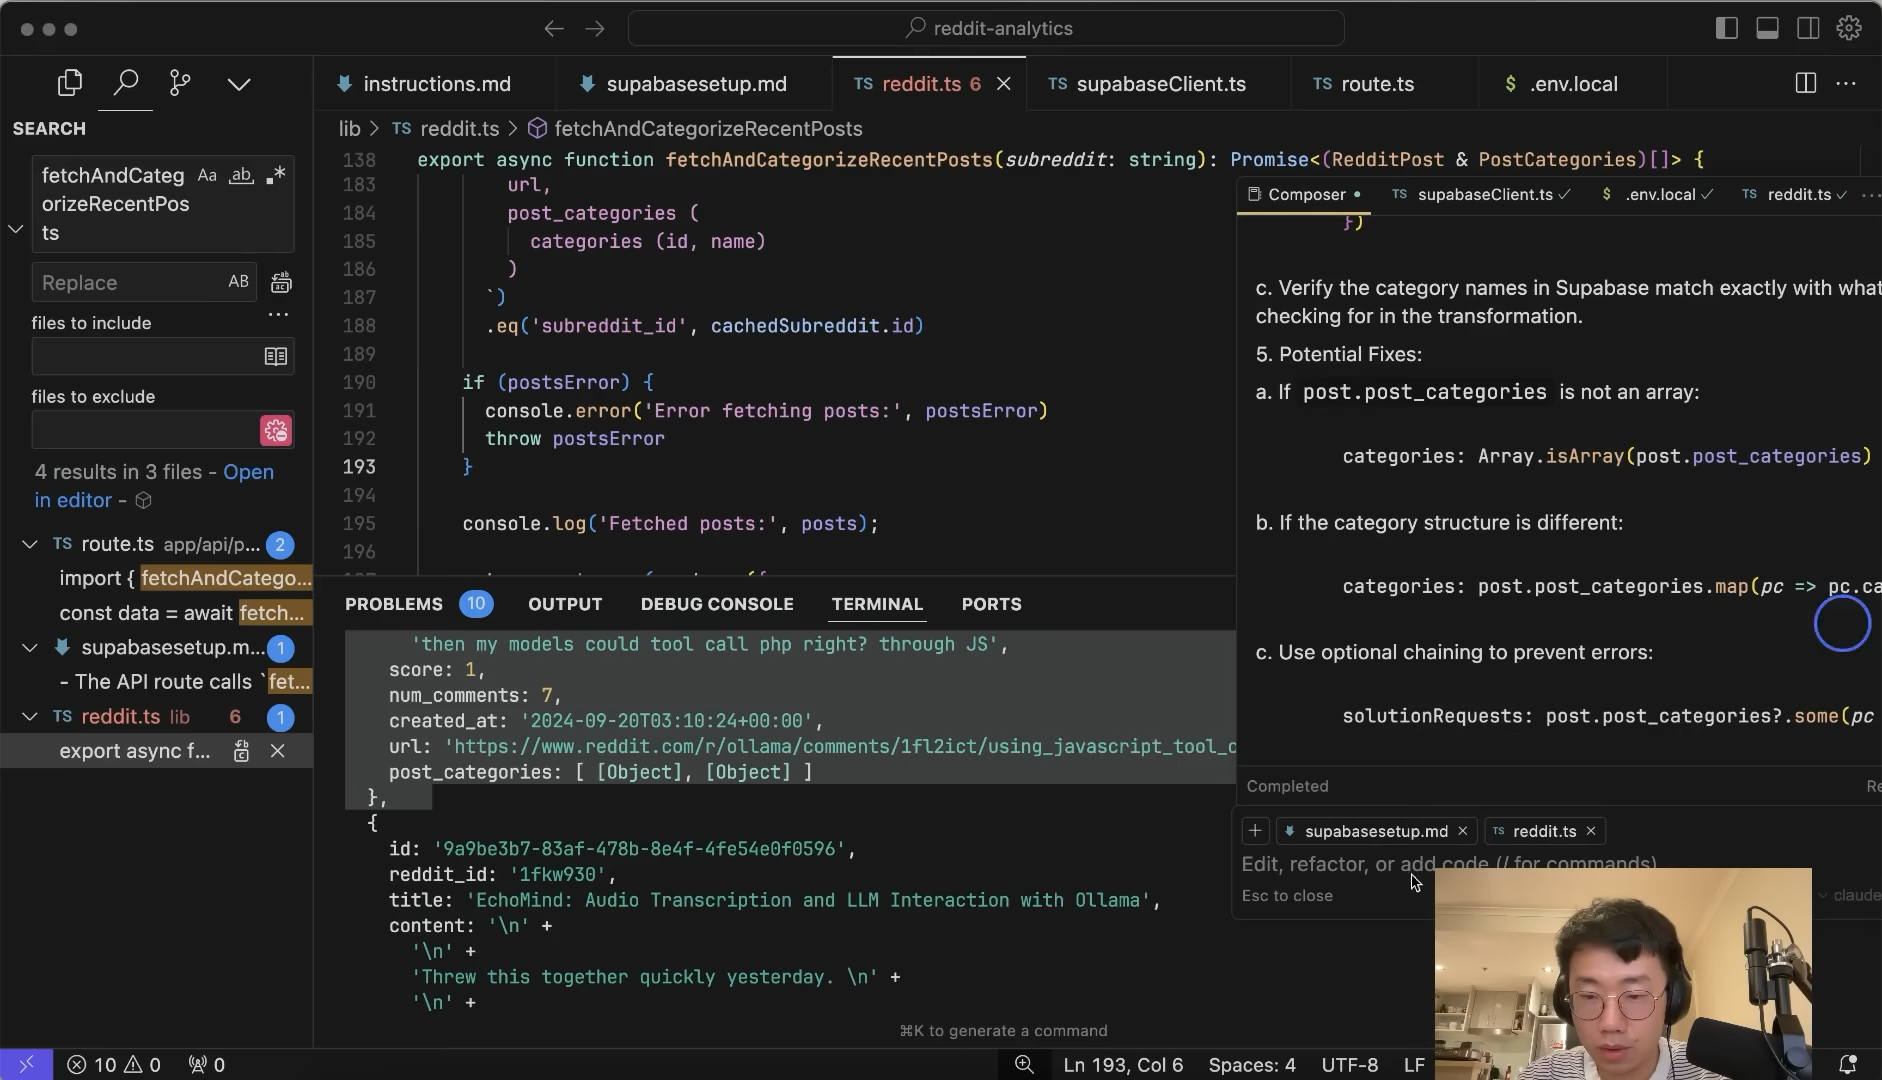 reddit-analytics
instructions.md
supabasesetup.md
TS reddit.ts 6
TS supabaseClient.ts
TS route.ts
$ .env.local
SEARCH
fetchAndCateg
orizeRecentPos
ts
Aa ab .*
Replace
AB
files to include
files to exclude
4 results in 3 files - Open
in editor -
TS route.ts app/api/p... 2
import { fetchAndCatego...
const data = await fetch...
supabasesetup.m... 1
- The API route calls `fet...
TS reddit.ts lib 6 1
export async f...
lib > TS reddit.ts > fetchAndCategorizeRecentPosts
138 export async function fetchAndCategorizeRecentPosts(subreddit: string): Promise<(RedditPost & PostCategories)[]> {
183 url,
184 post_categories (
185 categories (id, name)
186 )
187 `)
188 .eq('subreddit_id', cachedSubreddit.id)
189
190 if (postsError) {
191 console.error('Error fetching posts:', postsError)
192 throw postsError
193 }
194
195 console.log('Fetched posts:', posts);
196
PROBLEMS 10 OUTPUT DEBUG CONSOLE TERMINAL PORTS
'then my models could tool call php right? through JS',
score: 1,
num_comments: 7,
created_at: '2024-09-20T03:10:24+00:00',
url: 'https://www.reddit.com/r/ollama/comments/1fl2ict/using_javascript_tool_c
post_categories: [ [Object], [Object] ]
},
{
id: '9a9be3b7-83af-478b-8e4f-4fe54e0f0596',
reddit_id: '1fkw930',
title: 'EchoMind: Audio Transcription and LLM Interaction with Ollama',
content: '\n' +
'\n' +
'Threw this together quickly yesterday. \n' +
'\n' +
⌘K to generate a command
Composer
TS supabaseClient.ts
$ .env.local
TS reddit.ts
})
c. Verify the category names in Supabase match exactly with what
checking for in the transformation.
5. Potential Fixes:
a. If post.post_categories is not an array:
categories: Array.isArray(post.post_categories)
b. If the category structure is different:
categories: post.post_categories.map(pc => pc.ca
c. Use optional chaining to prevent errors:
solutionRequests: post.post_categories?.some(pc
Completed
Re
supabasesetup.md
TS reddit.ts
Edit, refactor, or add code (/ for commands)
Esc to close
claude
10 0 0
Ln 193, Col 6 Spaces: 4 UTF-8 LF